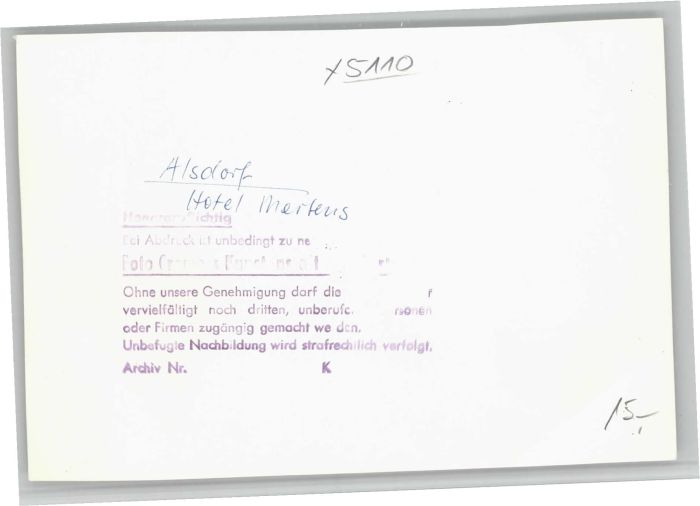 x5110
Alsdorf
Hotel Mertens
Bei Abdruck ist unbedingt zu ne
Foto
Ohne unsere Genehmigung darf die
vervielfältigt noch dritten, unberufe
oder Firmen zugängig gemacht we den.
Unbefugte Nachbildung wird strafrechtlich verfolgt.
Archiv Nr. K
15.-